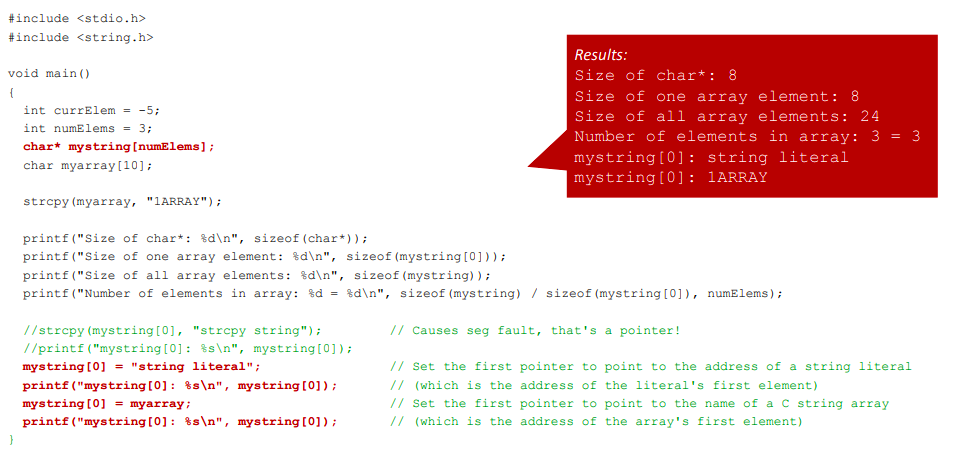 #include <stdio.h>
#include <string.h>
void main()
{
int currElem = -5;
int numElems = 3;
char* mystring[numElems];
char myarray[10];
strcpy(myarray, "1ARRAY");
printf("Size of char*: %d\n", sizeof(char*));
printf("Size of one array element: %d\n", sizeof(mystring[0]));
printf("Size of all array elements: %d\n", sizeof(mystring));
printf("Number of elements in array: %d = %d\n", sizeof(mystring) / sizeof(mystring[0]), numElems);
//strcpy(mystring[0], "strcpy string"); // Causes seg fault, that's a pointer!
//printf("mystring[0]: %s\n", mystring[0]);
mystring[0] = "string literal"; // Set the first pointer to point to the address of a string literal
printf("mystring[0]: %s\n", mystring[0]); // (which is the address of the literal's first element)
mystring[0] = myarray; // Set the first pointer to point to the name of a C string array
printf("mystring[0]: %s\n", mystring[0]); // (which is the address of the array's first element)
}
Results:
Size of char*: 8
Size of one array element: 8
Size of all array elements: 24
Number of elements in array: 3 = 3
mystring[0]: string literal
mystring[0]: 1ARRAY